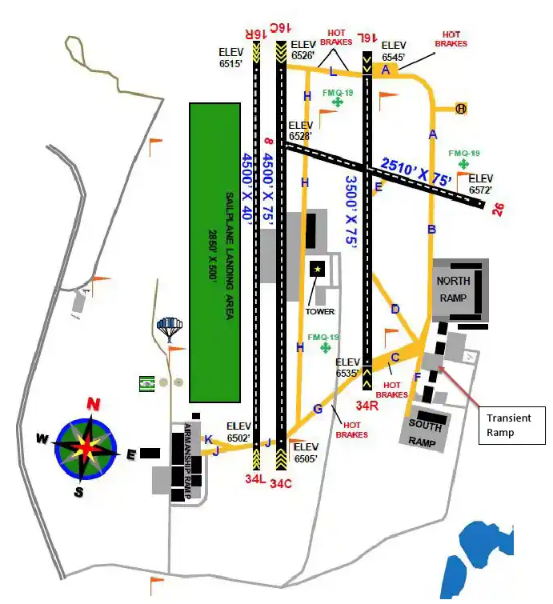 16R
16C
16L
HOT
BRAKES
HOT
BRAKES
ELEV
6515'
ELEV
6526'
ELEV
6545'
L
A
H
FMQ-19
H
A
ELEV
6528'
8
FMQ-19
2510' X 75'
ELEV
6572'
26
4500' X 40'
4500' X 75'
3500' X 75'
H
E
SAILPLANE LANDING AREA
2850' X 500'
B
TOWER
NORTH
RAMP
D
FMQ-19
H
C
ELEV
6535'
HOT
BRAKES
F
34R
G
HOT
BRAKES
Transient
Ramp
SOUTH
RAMP
N
W
E
S
ELEV
6502'
K
J
J
ELEV
6505'
AIRMANSHIP RAMP
34L
34C